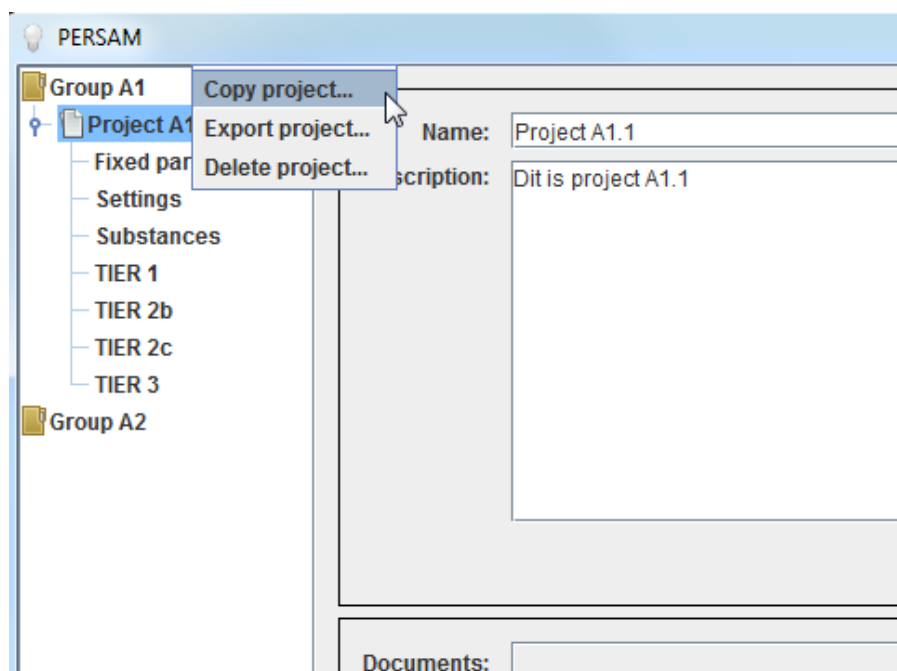 PERSAM
Group A1
Project A1
Fixed par
Settings
Substances
TIER 1
TIER 2b
TIER 2c
TIER 3
Group A2
Copy project...
Export project...
Delete project...
Name:
Project A1.1
scription:
Dit is project A1.1
Documents: